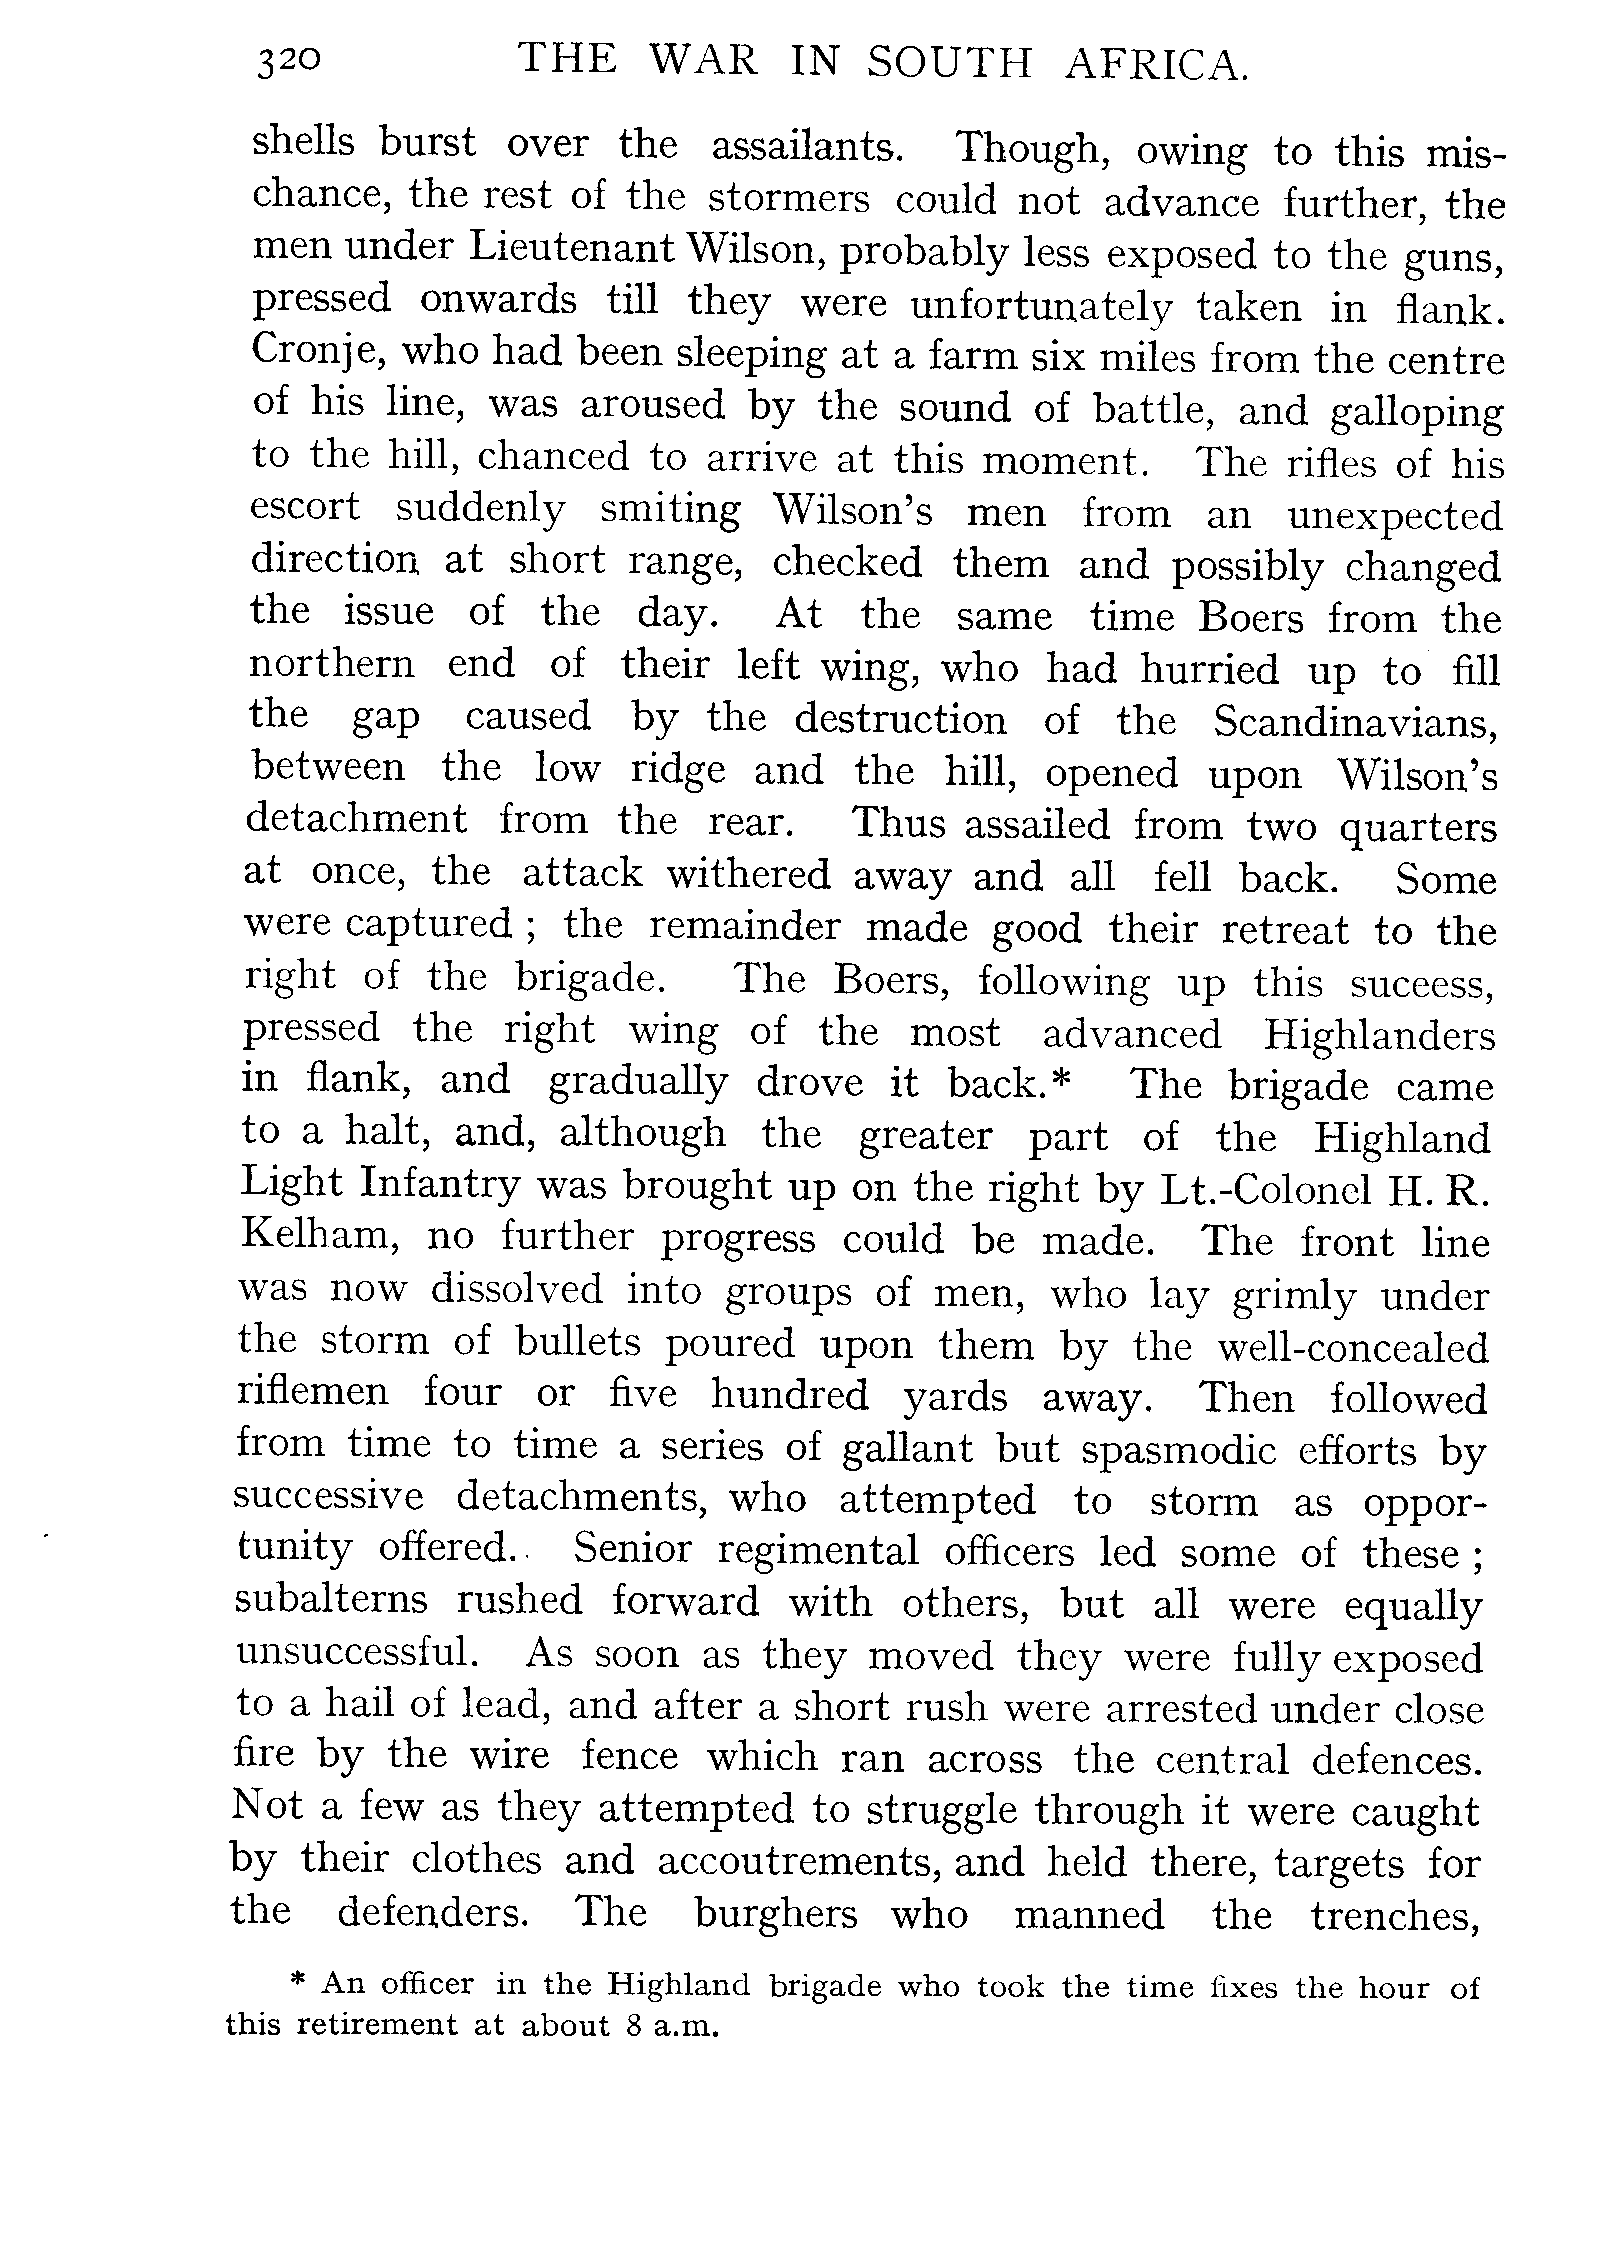 320 THE WAR IN SOUTH AFRICA.
shells burst over the assailants. Though, owing to this mis-
chance, the rest of the stormers could not advance further, the
men under Lieutenant Wilson, probably less exposed to the guns,
pressed onwards till they were unfortunately taken in flank.
Cronje, who had been sleeping at a farm six miles from the centre
of his line, was aroused by the sound of battle, and galloping
to the hill, chanced to arrive at this moment. The rifles of his
escort suddenly smiting Wilson's men from an unexpected
direction at short range, checked them and possibly changed
the issue of the day. At the same time Boers from the
northern end of their left wing, who had hurried up to fill
the gap caused by the destruction of the Scandinavians,
between the low ridge and the hill, opened upon Wilson's
detachment from the rear. Thus assailed from two quarters
at once, the attack withered away and all fell back. Some
were captured ; the remainder made good their retreat to the
right of the brigade. The Boers, following up this suceess,
pressed the right wing of the most advanced Highlanders
in flank, and gradually drove it back.* The brigade came
to a halt, and, although the greater part of the Highland
Light Infantry was brought up on the right by Lt.-Colonel H. R.
Kelham, no further progress could be made. The front line
was now dissolved into groups of men, who lay grimly under
the storm of bullets poured upon them by the well-concealed
riflemen four or five hundred yards away. Then followed
from time to time a series of gallant but spasmodic efforts by
successive detachments, who attempted to storm as oppor-
tunity offered. Senior regimental officers led some of these ;
subalterns rushed forward with others, but all were equally
unsuccessful. As soon as they moved they were fully exposed
to a hail of lead, and after a short rush were arrested under close
fire by the wire fence which ran across the central defences.
Not a few as they attempted to struggle through it were caught
by their clothes and accoutrements, and held there, targets for
the defenders. The burghers who manned the trenches,
* An officer in the Highland brigade who took the time fixes the hour of
this retirement at about 8 a.m.